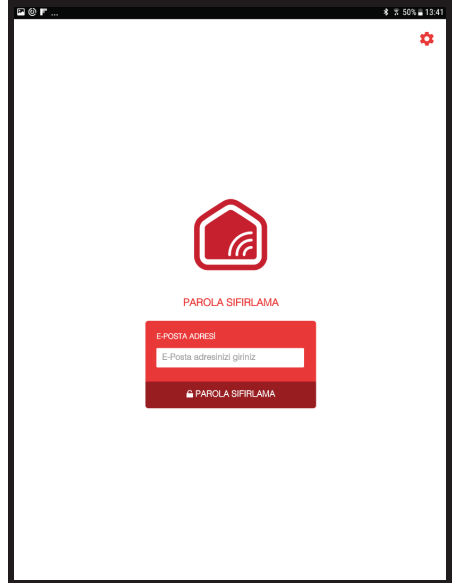 ... 50% 13:41
PAROLA SIFIRLAMA
E-POSTA ADRESİ
E-Posta adresinizi giriniz
PAROLA SIFIRLAMA